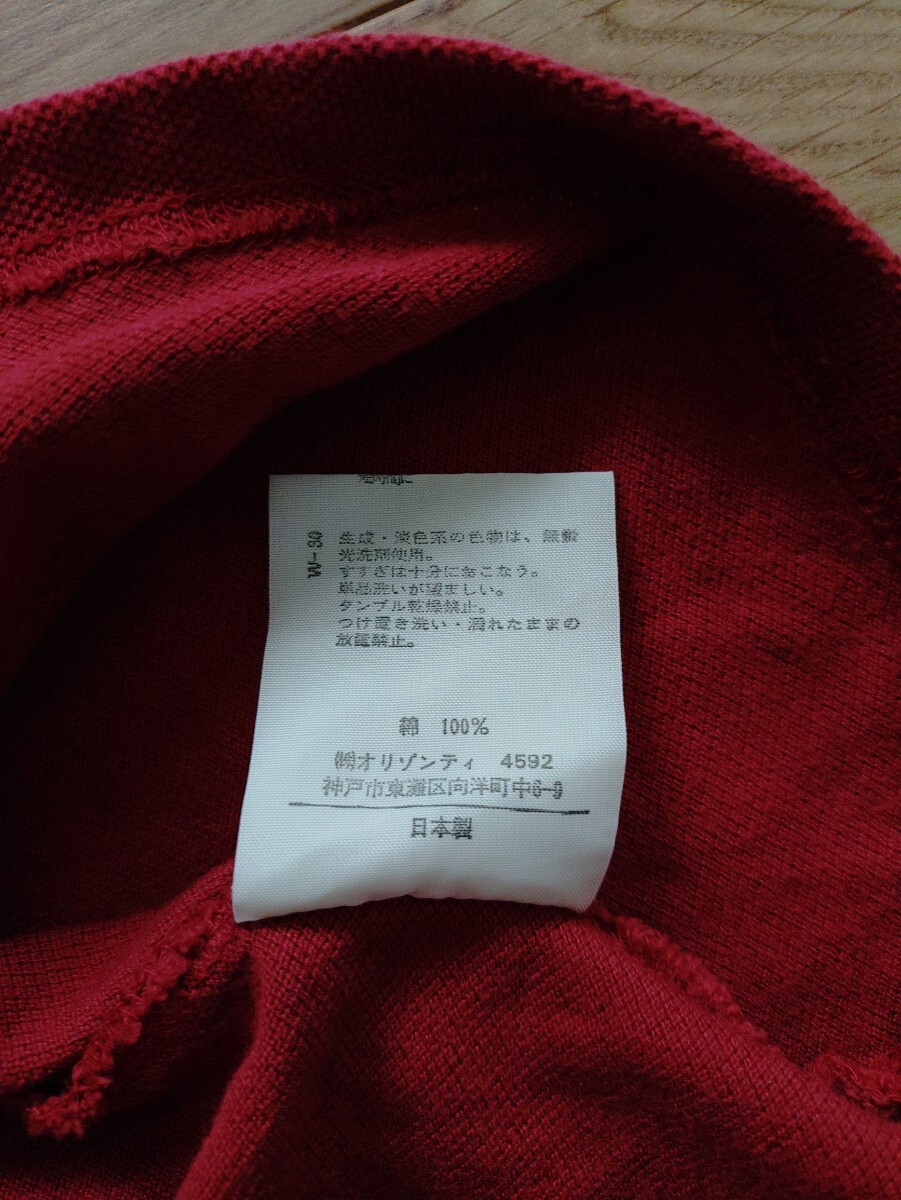 W-30
生成・淡色系の色物は、無蛍
光洗剤使用。
すすぎは十分におこなう。
単品洗いが望ましい。
タンブル乾燥禁止。
つけ置き洗い・濡れたままの
放置禁止。
綿 100%
㈱オリゾンティ 4592
神戸市東灘区向洋町中6-9
日本製